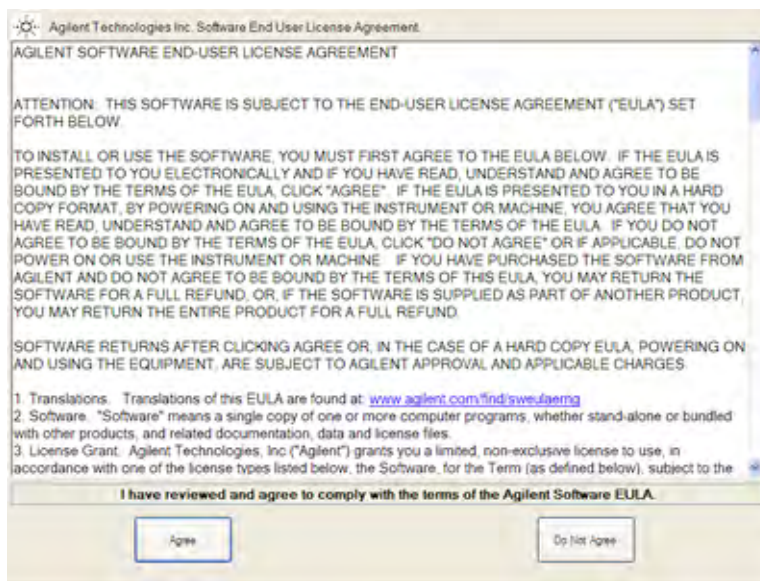 Agilent Technologies Inc. Software End User License Agreement.
AGILENT SOFTWARE END-USER LICENSE AGREEMENT
ATTENTION: THIS SOFTWARE IS SUBJECT TO THE END-USER LICENSE AGREEMENT ("EULA") SET
FORTH BELOW.
TO INSTALL OR USE THE SOFTWARE, YOU MUST FIRST AGREE TO THE EULA BELOW. IF THE EULA IS
PRESENTED TO YOU ELECTRONICALLY AND IF YOU HAVE READ, UNDERSTAND AND AGREE TO BE
BOUND BY THE TERMS OF THE EULA, CLICK "AGREE". IF THE EULA IS PRESENTED TO YOU IN A HARD
COPY FORMAT, BY POWERING ON AND USING THE INSTRUMENT OR MACHINE, YOU AGREE THAT YOU
HAVE READ, UNDERSTAND AND AGREE TO BE BOUND BY THE TERMS OF THE EULA. IF YOU DO NOT
AGREE TO BE BOUND BY THE TERMS OF THE EULA, CLICK "DO NOT AGREE" OR IF APPLICABLE, DO NOT
POWER ON OR USE THE INSTRUMENT OR MACHINE. IF YOU HAVE PURCHASED THE SOFTWARE FROM
AGILENT AND DO NOT AGREE TO BE BOUND BY THE TERMS OF THIS EULA, YOU MAY RETURN THE
SOFTWARE FOR A FULL REFUND, OR, IF THE SOFTWARE IS SUPPLIED AS PART OF ANOTHER PRODUCT,
YOU MAY RETURN THE ENTIRE PRODUCT FOR A FULL REFUND.
SOFTWARE RETURNS AFTER CLICKING AGREE OR, IN THE CASE OF A HARD COPY EULA, POWERING ON
AND USING THE EQUIPMENT, ARE SUBJECT TO AGILENT APPROVAL AND APPLICABLE CHARGES.
1. Translations. Translations of this EULA are found at: www.agilent.com/find/sweulaemg
2. Software. "Software" means a single copy of one or more computer programs, whether stand-alone or bundled
with other products, and related documentation, data and license files.
3. License Grant. Agilent Technologies, Inc ("Agilent") grants you a limited, non-exclusive license to use, in
accordance with one of the license types listed below, the Software, for the Term (as defined below), subject to the
I have reviewed and agree to comply with the terms of the Agilent Software EULA.
Agree
Do Not Agree